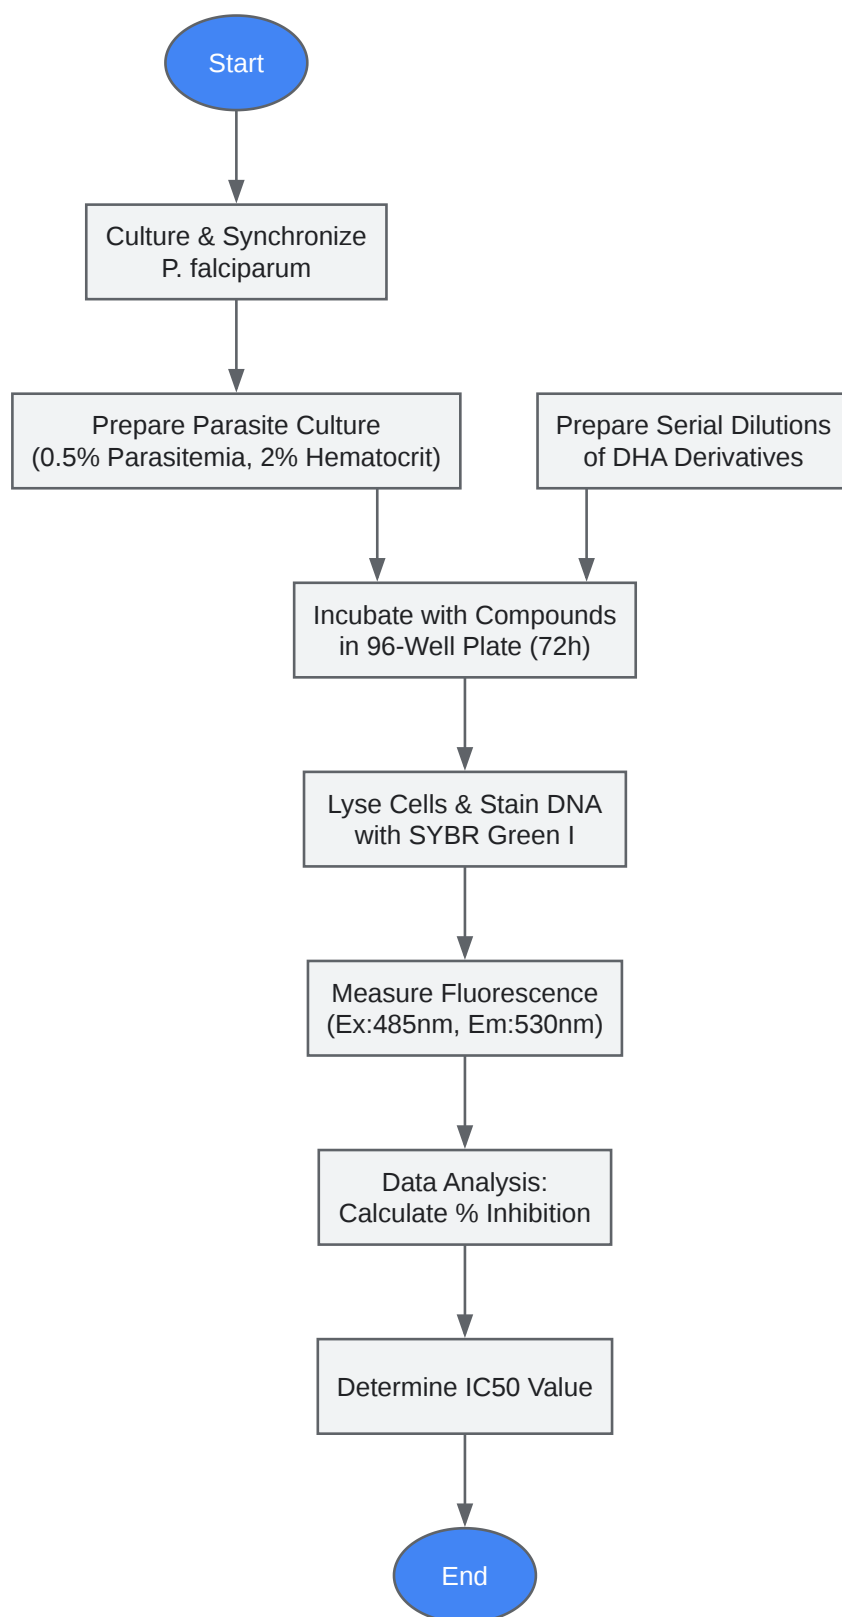 Start
Culture & Synchronize
P. falciparum
Prepare Parasite Culture
(0.5% Parasitemia, 2% Hematocrit)
Prepare Serial Dilutions
of DHA Derivatives
Incubate with Compounds
in 96-Well Plate (72h)
Lyse Cells & Stain DNA
with SYBR Green I
Measure Fluorescence
(Ex:485nm, Em:530nm)
Data Analysis:
Calculate % Inhibition
Determine IC50 Value
End